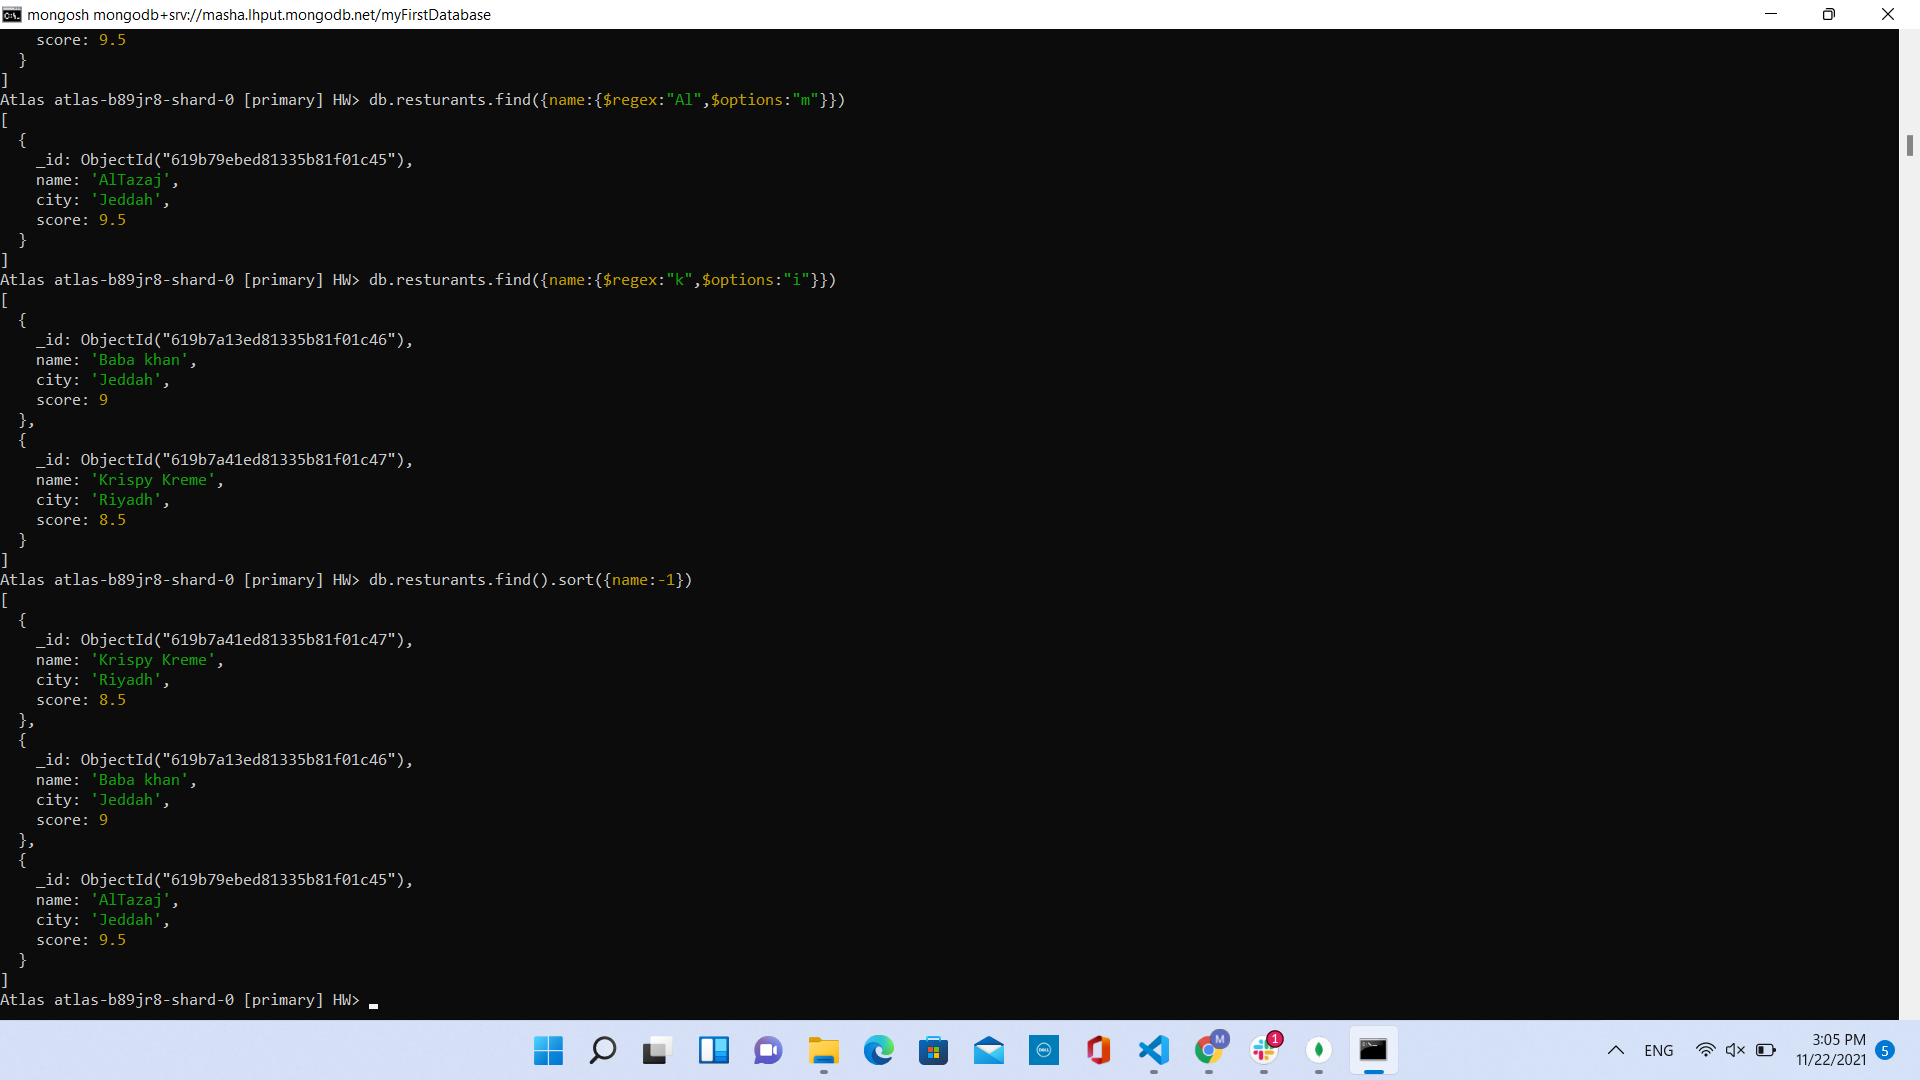 mongosh mongodb+srv://masha.lhput.mongodb.net/myFirstDatabase
    score: 9.5
  }
]
Atlas atlas-b89jr8-shard-0 [primary] HW> db.resturants.find({name:{$regex:"Al",$options:"m"}})
[
  {
    _id: ObjectId("619b79ebed81335b81f01c45"),
    name: 'AlTazaj',
    city: 'Jeddah',
    score: 9.5
  }
]
Atlas atlas-b89jr8-shard-0 [primary] HW> db.resturants.find({name:{$regex:"k",$options:"i"}})
[
  {
    _id: ObjectId("619b7a13ed81335b81f01c46"),
    name: 'Baba khan',
    city: 'Jeddah',
    score: 9
  },
  {
    _id: ObjectId("619b7a41ed81335b81f01c47"),
    name: 'Krispy Kreme',
    city: 'Riyadh',
    score: 8.5
  }
]
Atlas atlas-b89jr8-shard-0 [primary] HW> db.resturants.find().sort({name:-1})
[
  {
    _id: ObjectId("619b7a41ed81335b81f01c47"),
    name: 'Krispy Kreme',
    city: 'Riyadh',
    score: 8.5
  },
  {
    _id: ObjectId("619b7a13ed81335b81f01c46"),
    name: 'Baba khan',
    city: 'Jeddah',
    score: 9
  },
  {
    _id: ObjectId("619b79ebed81335b81f01c45"),
    name: 'AlTazaj',
    city: 'Jeddah',
    score: 9.5
  }
]
Atlas atlas-b89jr8-shard-0 [primary] HW>
M
1
DELL
ENG
3:05 PM
11/22/2021
5